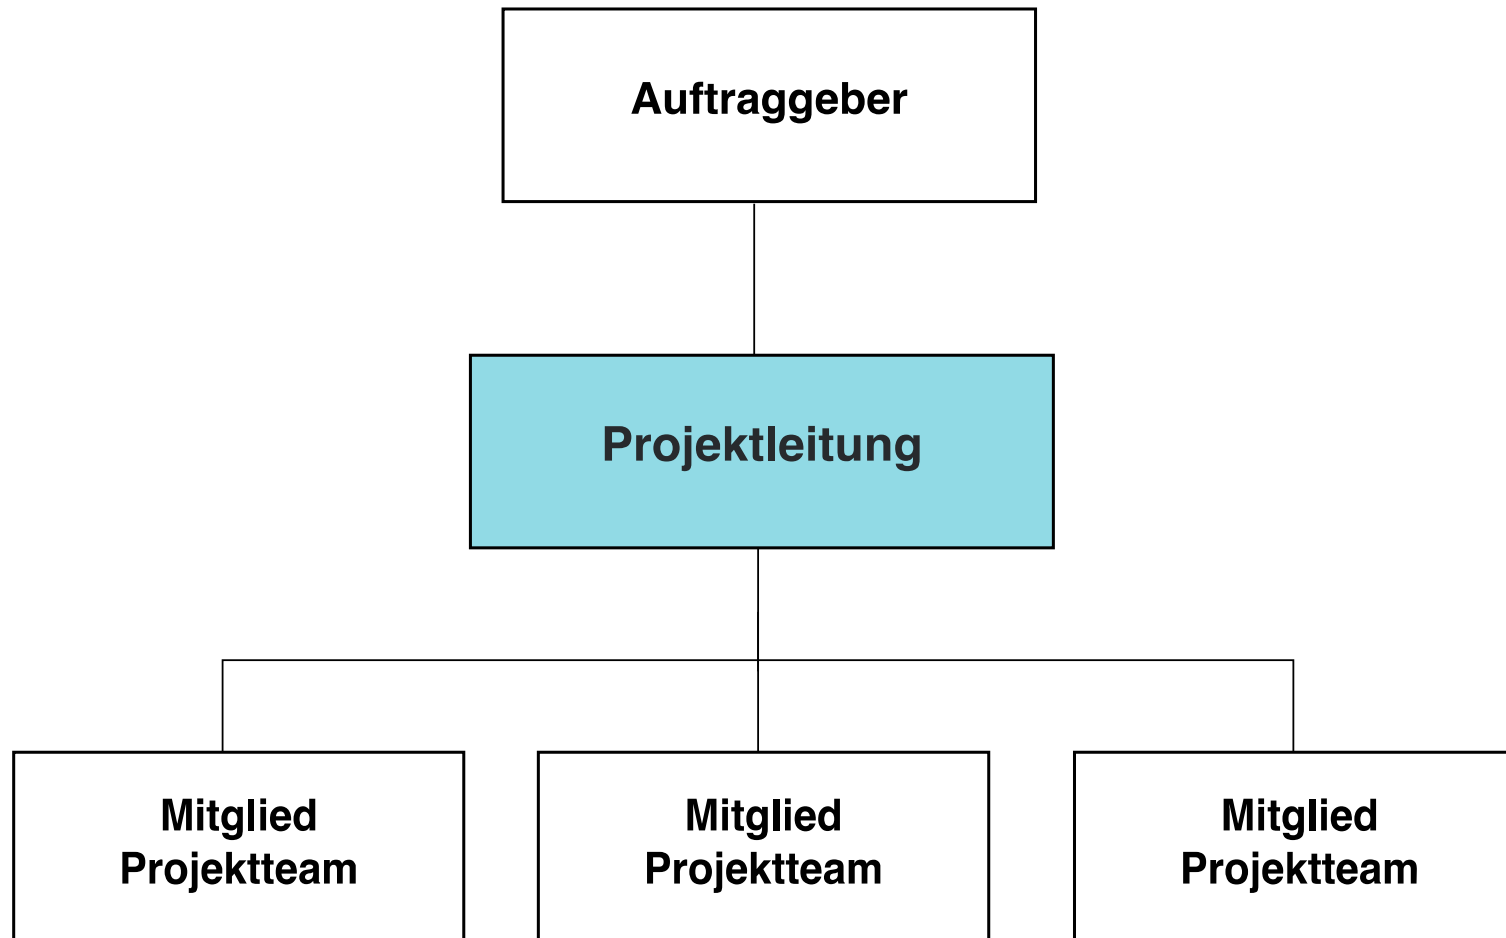 Auftraggeber
Projektleitung
Mitglied
Projektteam
Mitglied
Projektteam
Mitglied
Projektteam